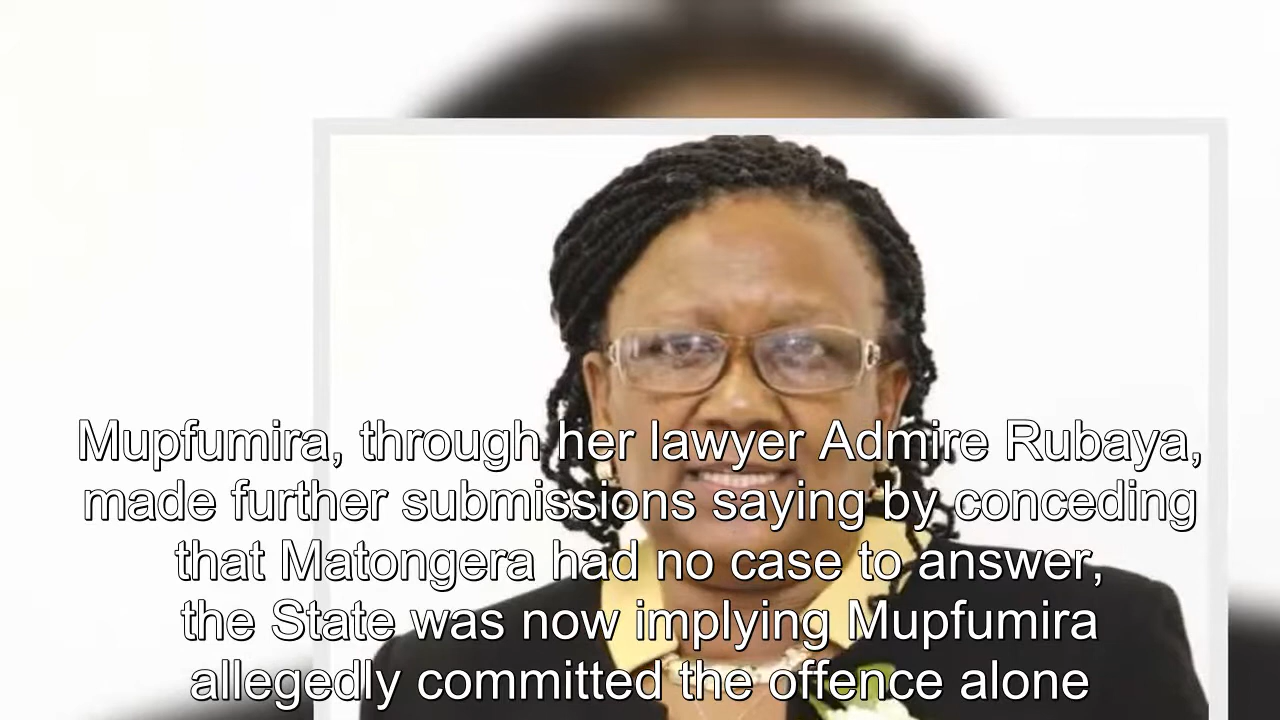 Mupfumira, through her lawyer Admire Rubaya,
made further submissions saying by conceding
that Matongera had no case to answer,
the State was now implying Mupfumira
allegedly committed the offence alone